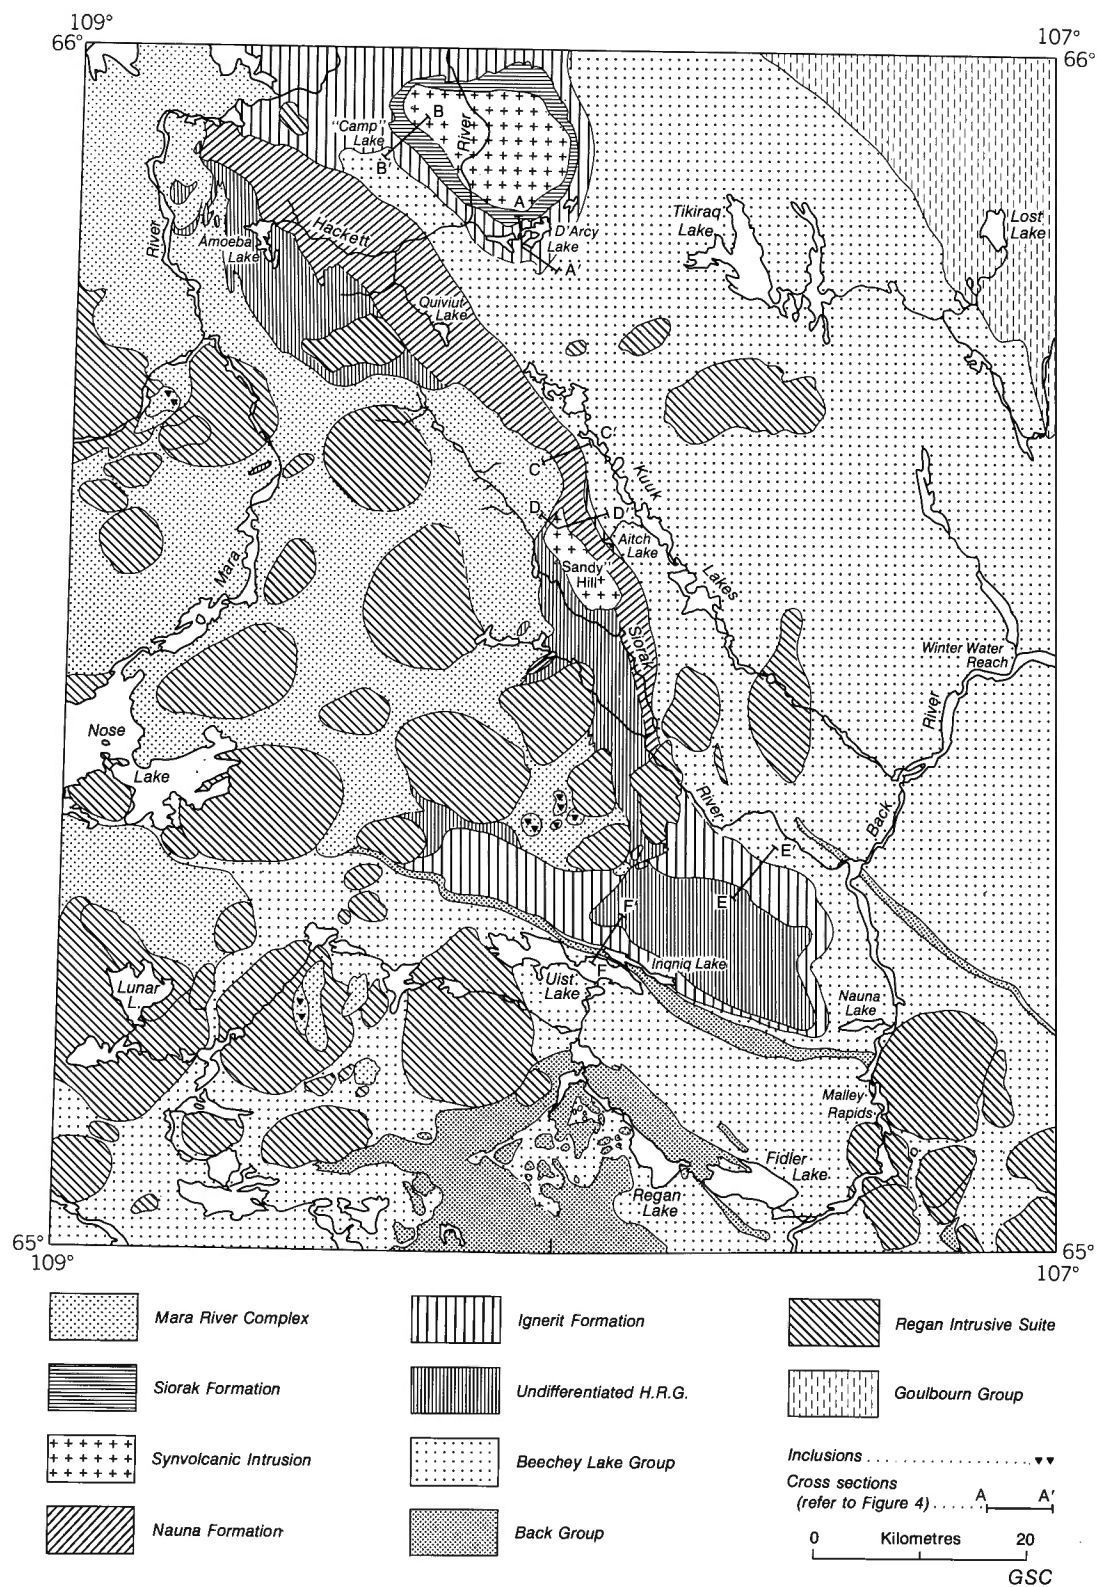 109°
107°
66°
66°
"Camp"
Lake
B
B'
River
A
D'Arcy
Lake
A'
Tikiraq
Lake
Lost
Lake
River
Hackett
Amoeba
Lake
Quiviut
Lake
C'
C
Kuuk
D
D'
Aitch
Lake
Sandy
Hill
Mara
Lakes
Siorak
Winter Water
Reach
River
Nose
Lake
River
Back
E'
E
F'
F
Inqniq Lake
Uist
Lake
Lunar
L.
Nauna
Lake
Malley
Rapids
Fidler
Lake
Regan
Lake
65°
65°
109°
107°
Mara River Complex
Siorak Formation
Synvolcanic Intrusion
Nauna Formation
Ignerit Formation
Undifferentiated H.R.G.
Beechey Lake Group
Back Group
Regan Intrusive Suite
Goulbourn Group
Inclusions
Cross sections
(refer to Figure 4) A A'
0 Kilometres 20
GSC